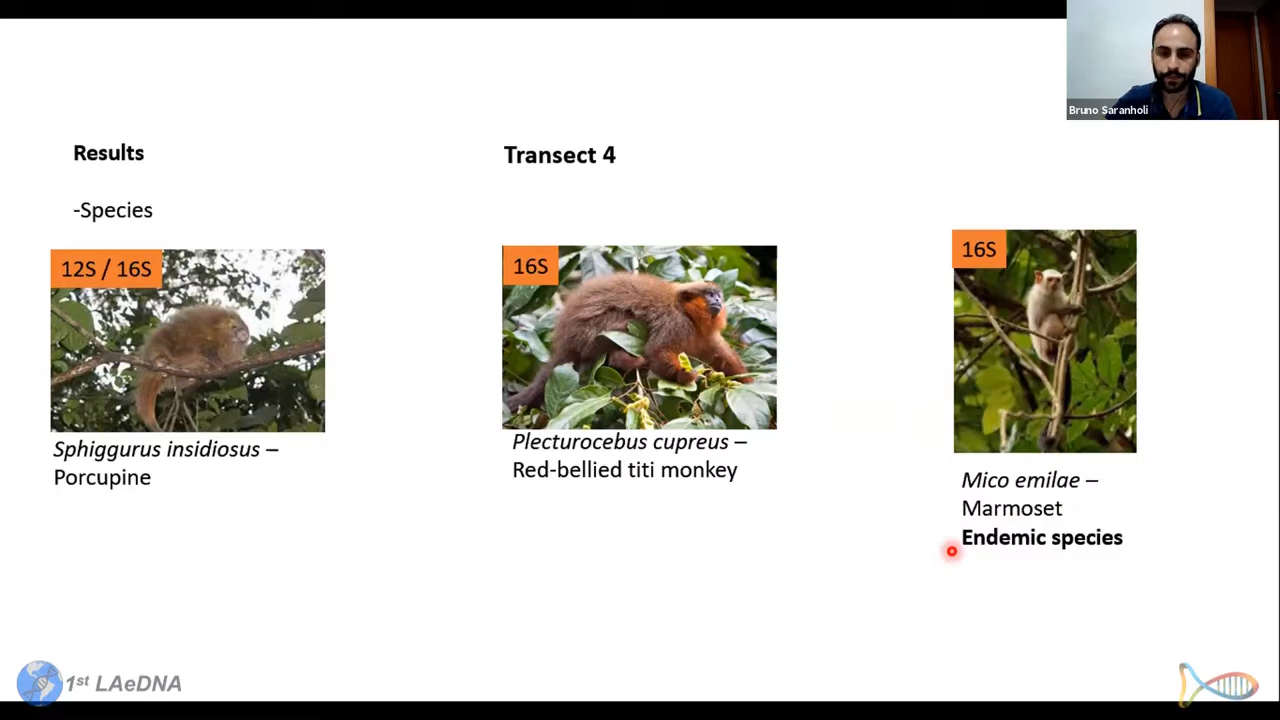 Bruno Saranholi
Results
Transect 4
-Species
12S / 16S
16S
16S
Sphiggurus insidiosus –
Porcupine
Plecturocebus cupreus –
Red-bellied titi monkey
Mico emilae –
Marmoset
Endemic species
1st LAeDNA